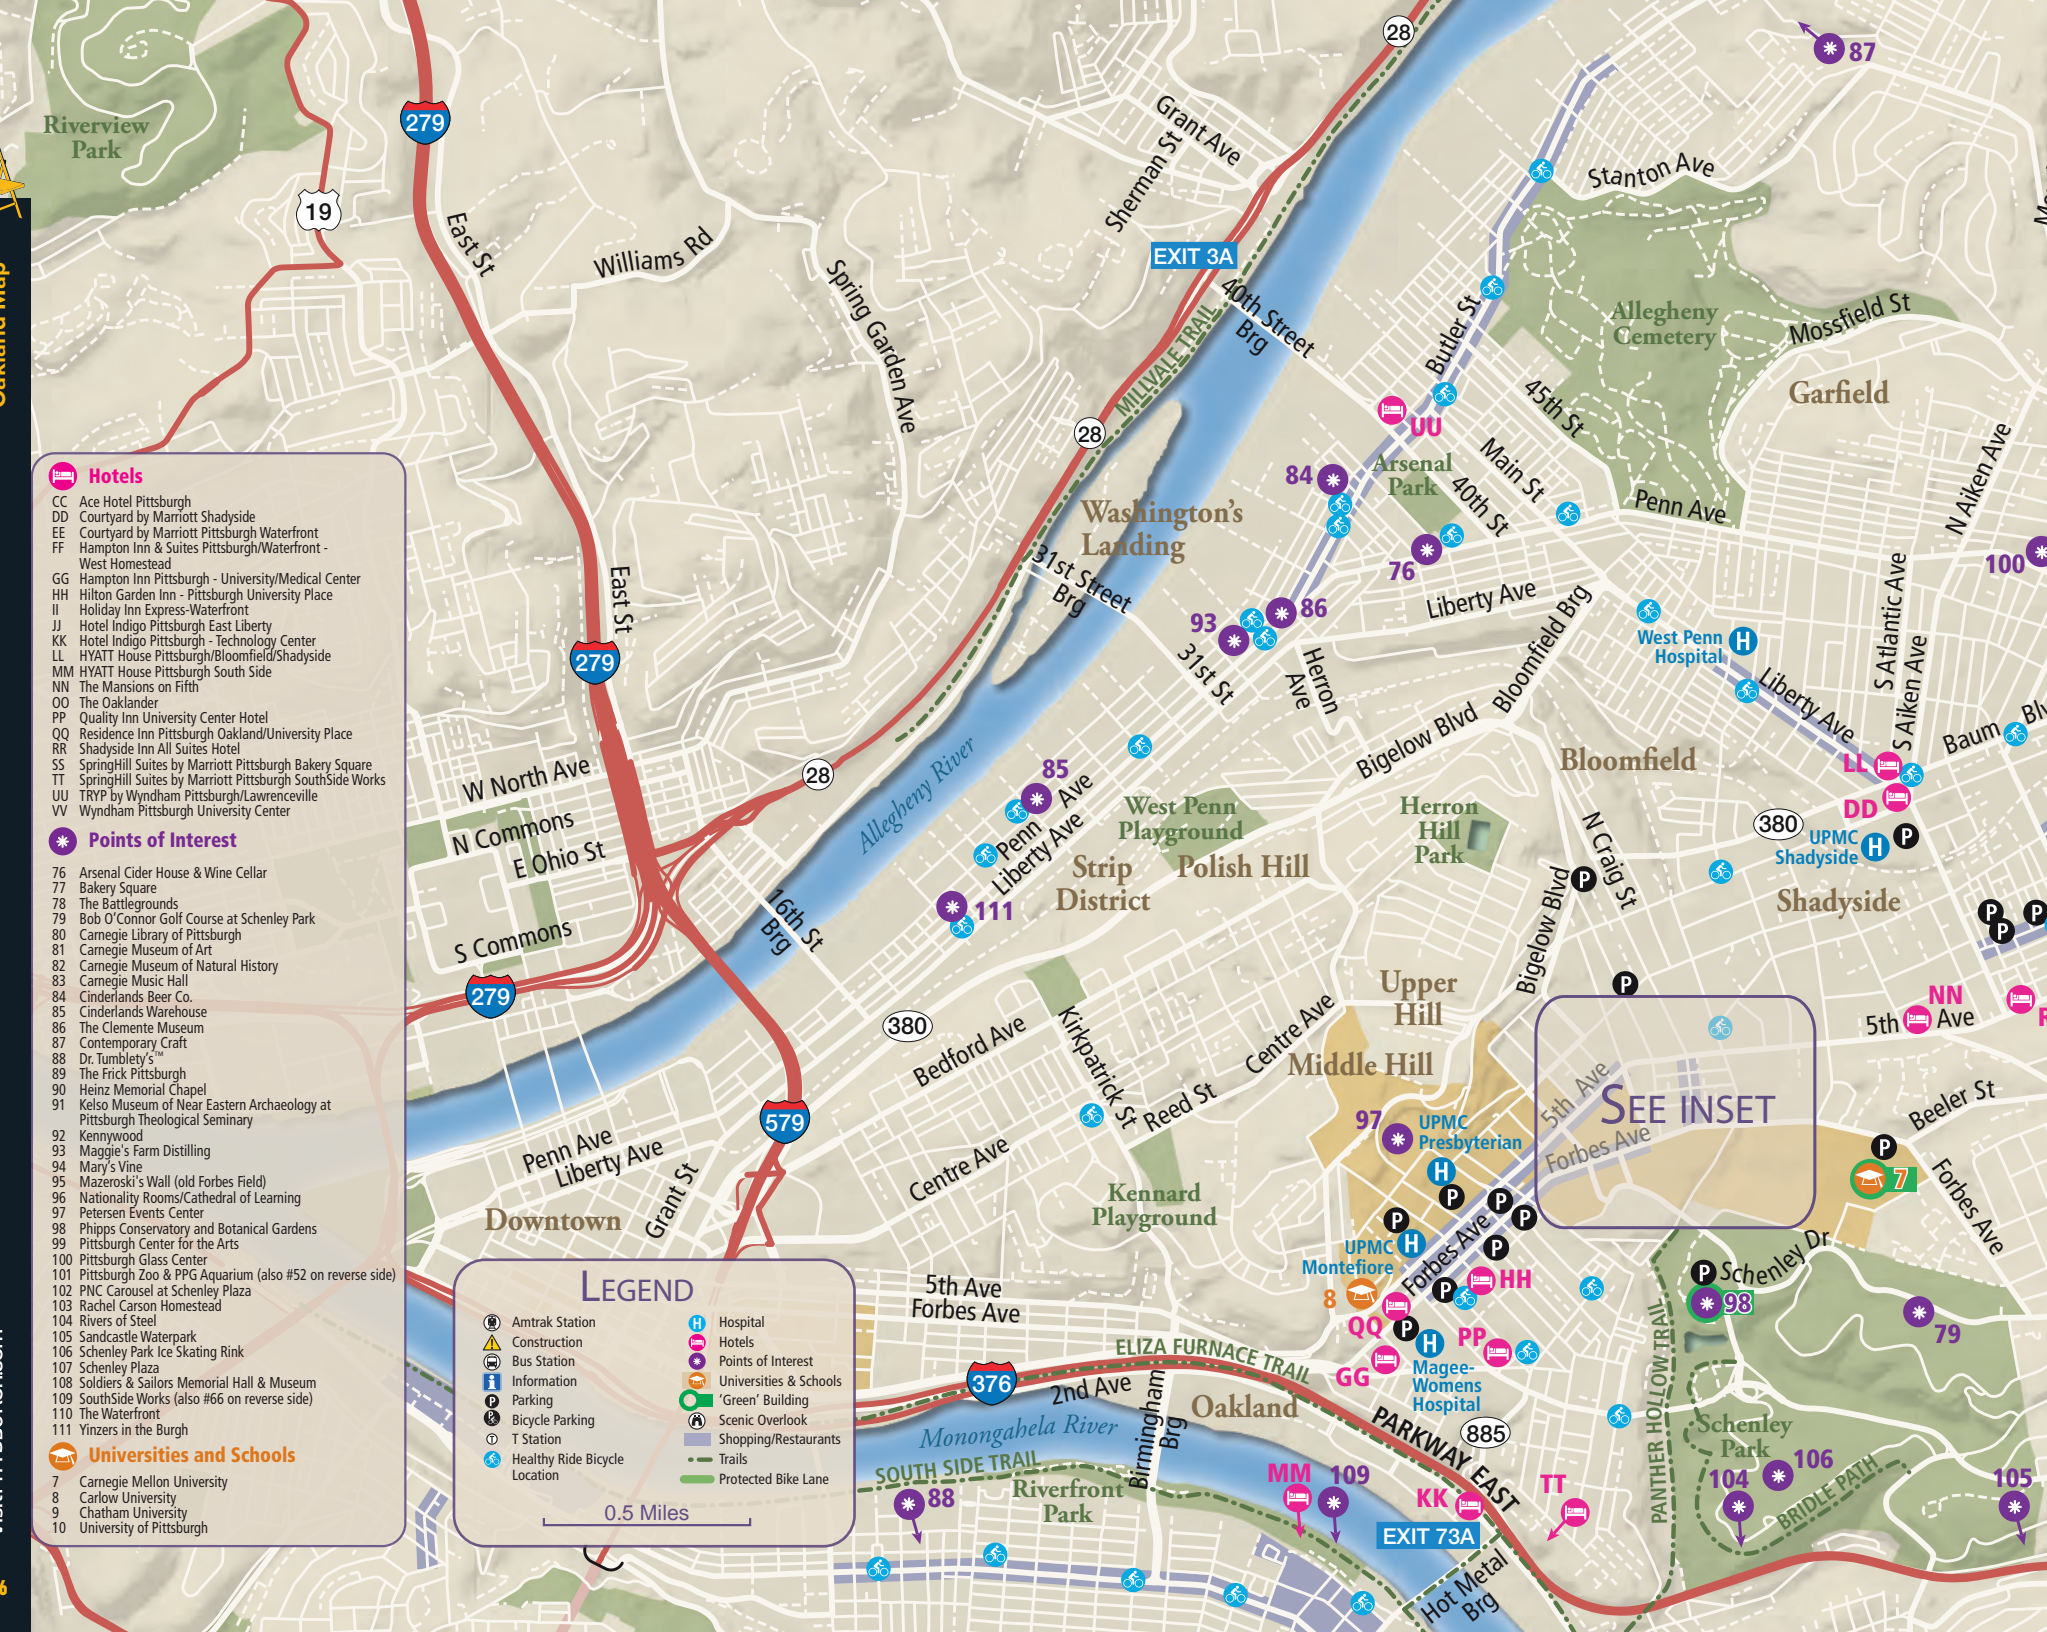 28
87
Riverview
Park
279
Grant Ave
Sherman St
Stanton Ave
19
East St
Williams Rd
EXIT 3A
Spring Garden Ave
40th Street
Brg
MILLVALE TRAIL
Butler St
Allegheny
Cemetery
Mossfield St
Garfield
45th St
28
UU
Main St
84
Arsenal
Park
40th St
Penn Ave
N Aiken Ave
Washington's
Landing
31st Street
Brg
76
100
Liberty Ave
Bloomfield Brg
S Atlantic Ave
S Aiken Ave
East St
86
93
31st St
Herron
Ave
West Penn
Hospital
H
279
Liberty Ave
Bigelow Blvd
Baum
Bloomfield
W North Ave
28
Allegheny River
85
Penn Ave
Liberty Ave
West Penn
Playground
Herron
Hill
Park
LL
DD
380
UPMC
Shadyside
H
P
N Commons
E Ohio St
Strip
District
Polish Hill
N Craig St
Bigelow Blvd
P
Shadyside
16th St
Brg
111
S Commons
P
P
P
279
Upper
Hill
P
NN
5th Ave
380
Bedford Ave
Kirkpatrick St
Centre Ave
Middle Hill
Reed St
5th Ave
Forbes Ave
SEE INSET
Beeler St
579
97
UPMC
Presbyterian
H
Penn Ave
Liberty Ave
Grant St
Centre Ave
P
7
Forbes Ave
Downtown
Kennard
Playground
P
P
P
P
P
UPMC
Montefiore
H
Forbes Ave
Schenley Dr
P
98
5th Ave
Forbes Ave
8
P
HH
QQ
P
H
PP
GG
Magee-
Womens
Hospital
79
ELIZA FURNACE TRAIL
376
2nd Ave
Birmingham
Brg
Oakland
Monongahela River
PARKWAY EAST
885
PANTHER HOLLOW TRAIL
Schenley
Park
SOUTH SIDE TRAIL
Riverfront
Park
88
MM
109
KK
TT
EXIT 73A
Hot Metal
Brg
104
106
BRIDLE PATH
105
Hotels
CC Ace Hotel Pittsburgh
DD Courtyard by Marriott Shadyside
EE Courtyard by Marriott Pittsburgh Waterfront
FF Hampton Inn & Suites Pittsburgh/Waterfront -
West Homestead
GG Hampton Inn Pittsburgh - University/Medical Center
HH Hilton Garden Inn - Pittsburgh University Place
II Holiday Inn Express-Waterfront
JJ Hotel Indigo Pittsburgh East Liberty
KK Hotel Indigo Pittsburgh - Technology Center
LL HYATT House Pittsburgh/Bloomfield/Shadyside
MM HYATT House Pittsburgh South Side
NN The Mansions on Fifth
OO The Oaklander
PP Quality Inn University Center Hotel
QQ Residence Inn Pittsburgh Oakland/University Place
RR Shadyside Inn All Suites Hotel
SS SpringHill Suites by Marriott Pittsburgh Bakery Square
TT SpringHill Suites by Marriott Pittsburgh SouthSide Works
UU TRYP by Wyndham Pittsburgh/Lawrenceville
VV Wyndham Pittsburgh University Center
Points of Interest
76 Arsenal Cider House & Wine Cellar
77 Bakery Square
78 The Battlegrounds
79 Bob O'Connor Golf Course at Schenley Park
80 Carnegie Library of Pittsburgh
81 Carnegie Museum of Art
82 Carnegie Museum of Natural History
83 Carnegie Music Hall
84 Cinderlands Beer Co.
85 Cinderlands Warehouse
86 The Clemente Museum
87 Contemporary Craft
88 Dr. Tumblety's™
89 The Frick Pittsburgh
90 Heinz Memorial Chapel
91 Kelso Museum of Near Eastern Archaeology at
Pittsburgh Theological Seminary
92 Kennywood
93 Maggie's Farm Distilling
94 Mary's Vine
95 Mazeroski's Wall (old Forbes Field)
96 Nationality Rooms/Cathedral of Learning
97 Petersen Events Center
98 Phipps Conservatory and Botanical Gardens
99 Pittsburgh Center for the Arts
100 Pittsburgh Glass Center
101 Pittsburgh Zoo & PPG Aquarium (also #52 on reverse side)
102 PNC Carousel at Schenley Plaza
103 Rachel Carson Homestead
104 Rivers of Steel
105 Sandcastle Waterpark
106 Schenley Park Ice Skating Rink
107 Schenley Plaza
108 Soldiers & Sailors Memorial Hall & Museum
109 SouthSide Works (also #66 on reverse side)
110 The Waterfront
111 Yinzers in the Burgh
Universities and Schools
7 Carnegie Mellon University
8 Carlow University
9 Chatham University
10 University of Pittsburgh
LEGEND
Amtrak Station
Construction
Bus Station
Information
Parking
Bicycle Parking
T Station
Healthy Ride Bicycle
Location
Hospital
Hotels
Points of Interest
Universities & Schools
'Green' Building
Scenic Overlook
Shopping/Restaurants
Trails
Protected Bike Lane
0.5 Miles